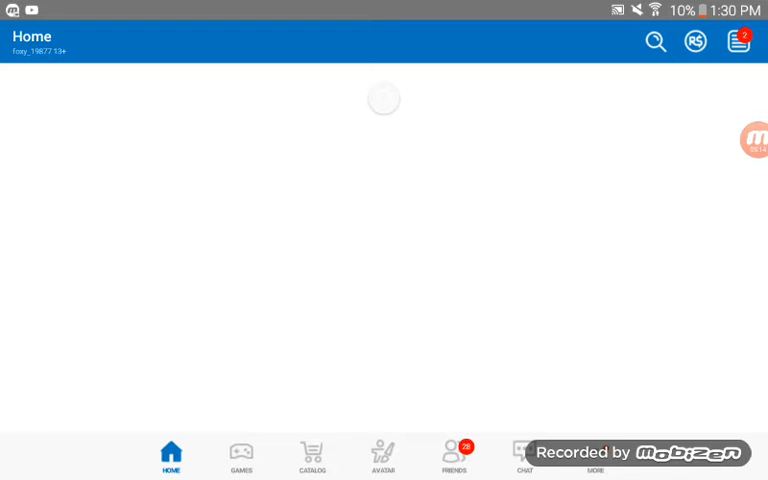 10% 1:30 PM
Home
foxy_19877 13+
R$
2
m
05:14
28
HOME
GAMES
CATALOG
AVATAR
FRIENDS
CHAT
MORE
Recorded by mobizen